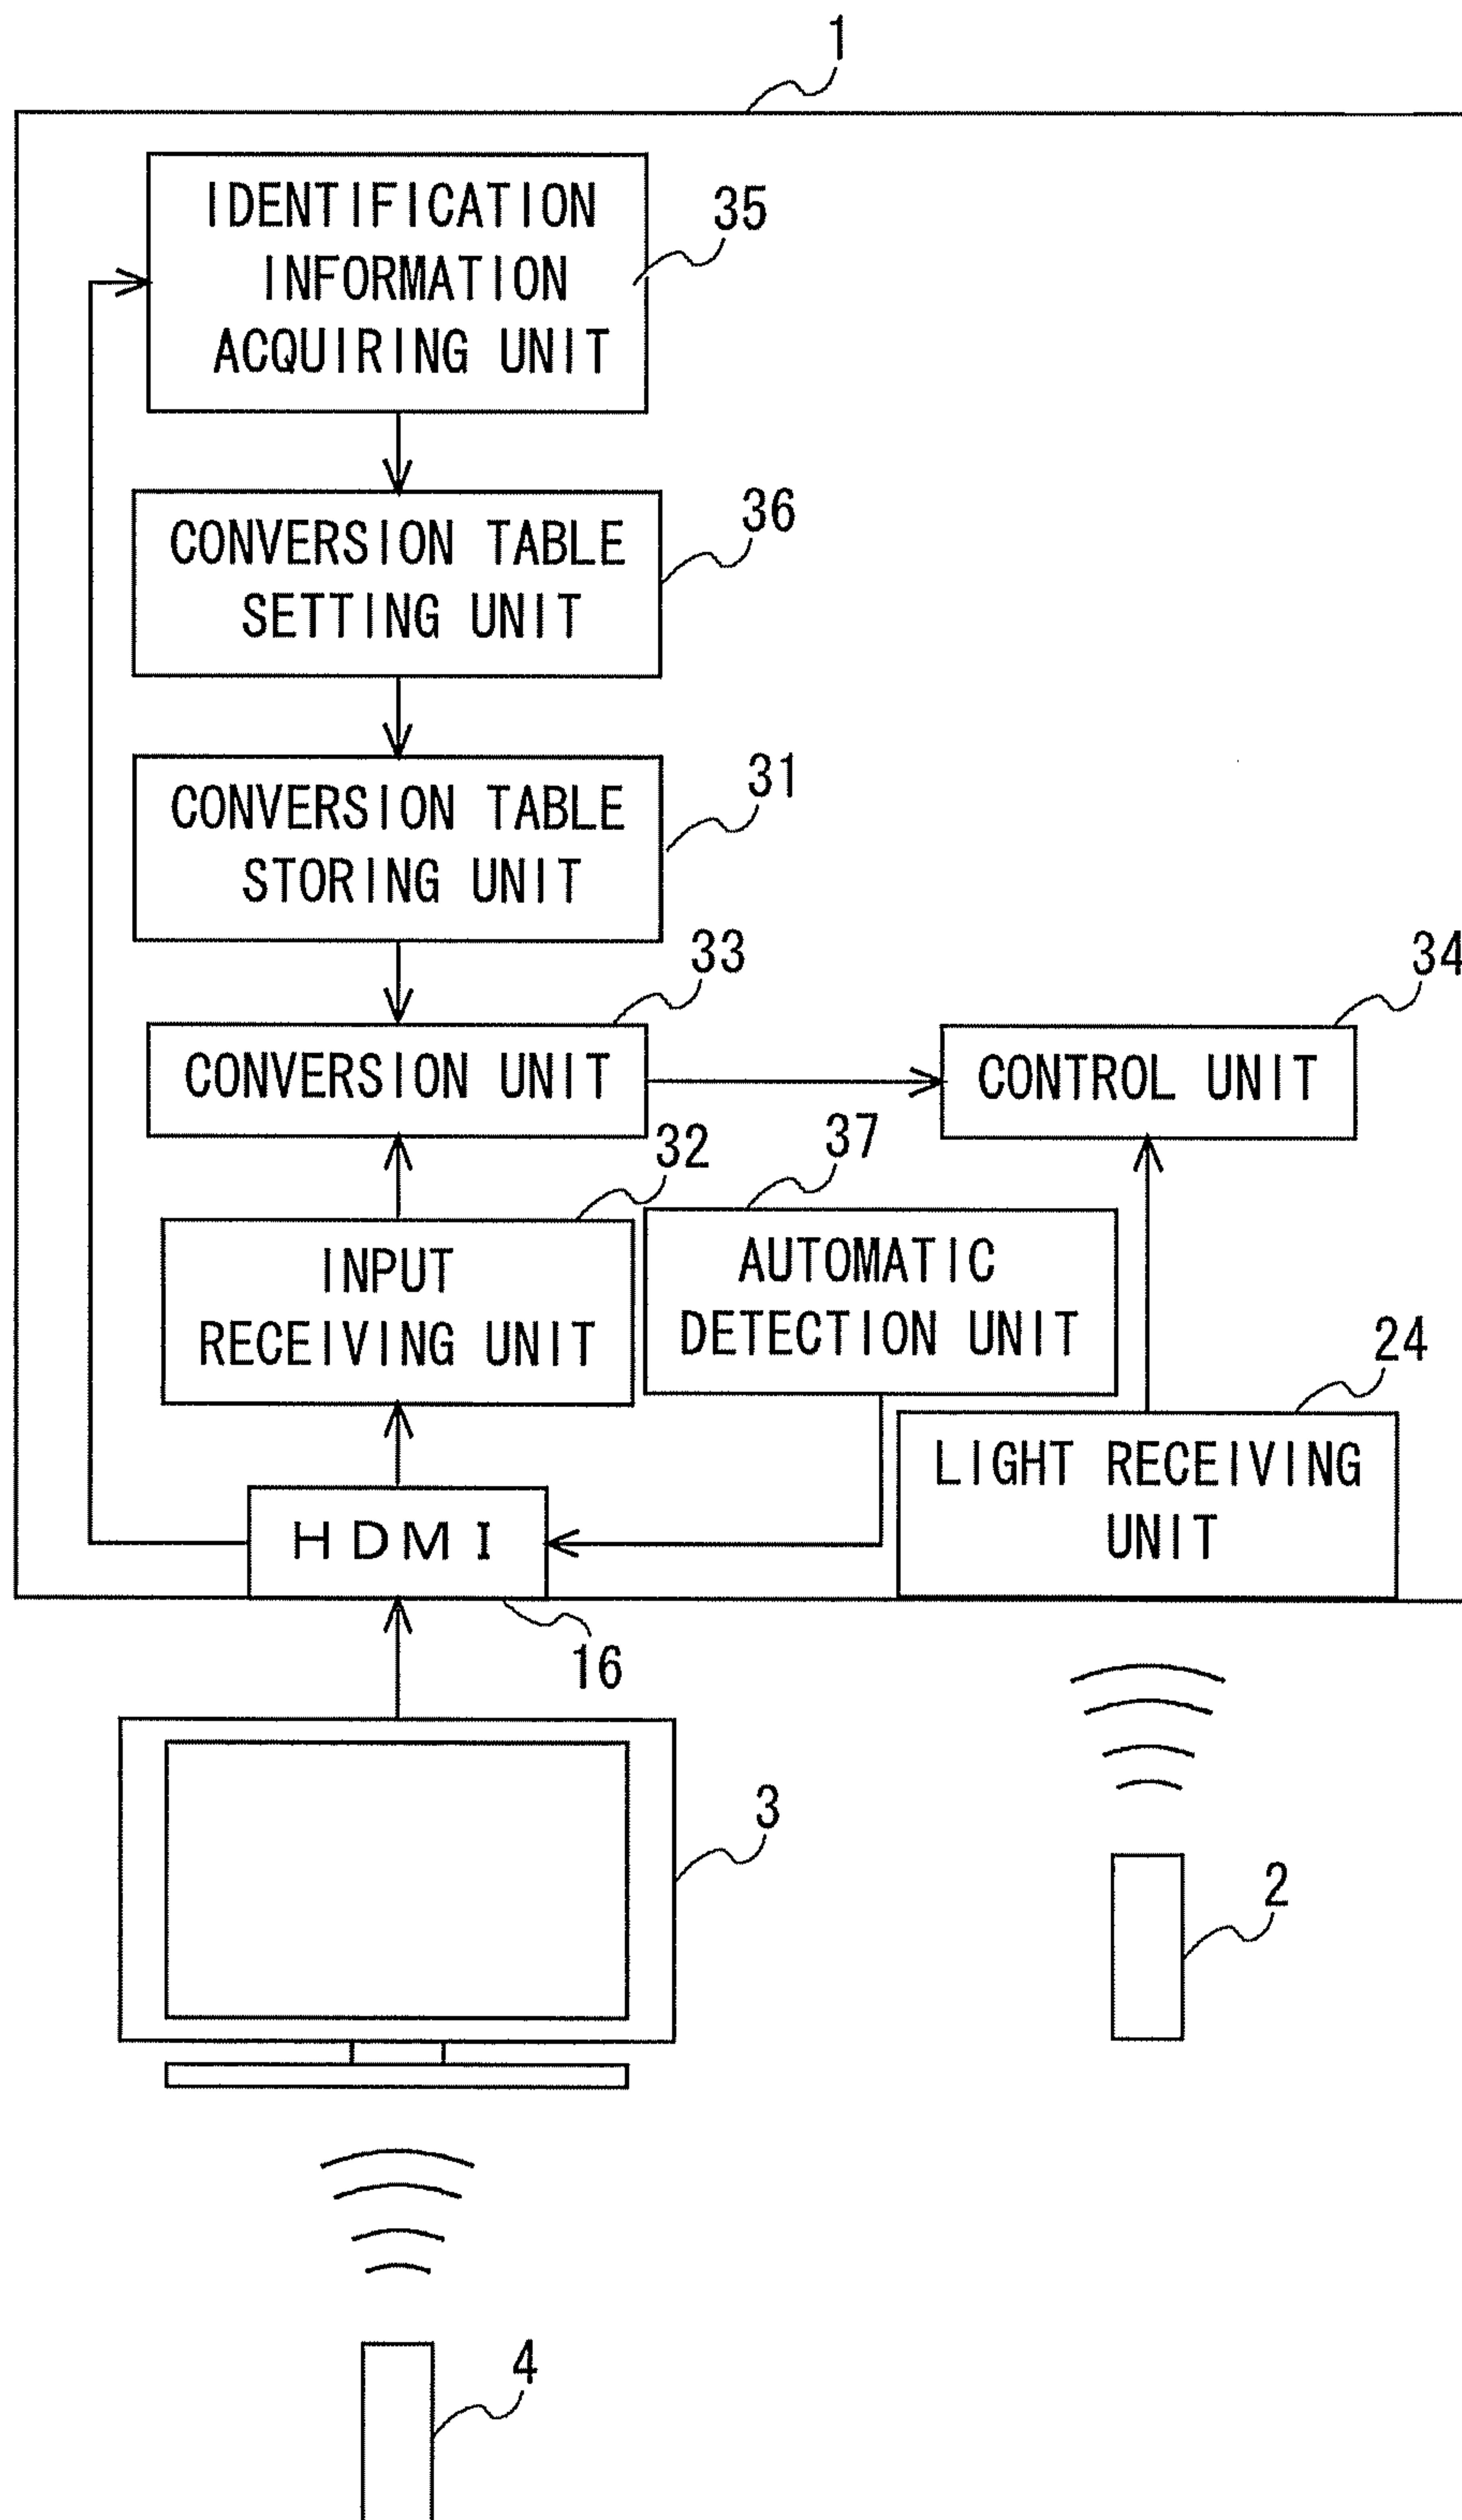 1
IDENTIFICATION
INFORMATION
ACQUIRING UNIT
35
CONVERSION TABLE
SETTING UNIT
36
CONVERSION TABLE
STORING UNIT
31
33
CONVERSION UNIT
34
CONTROL UNIT
32
INPUT
RECEIVING UNIT
37
AUTOMATIC
DETECTION UNIT
24
LIGHT RECEIVING
UNIT
HDMI
16
3
2
4